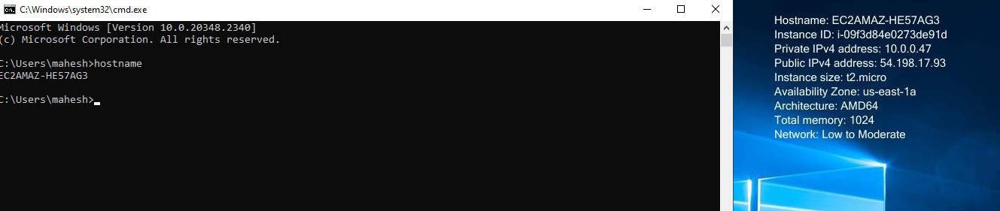 C:\Windows\system32\cmd.exe
Microsoft Windows [Version 10.0.20348.2340]
(c) Microsoft Corporation. All rights reserved.
C:\Users\mahesh>hostname
EC2AMAZ-HE57AG3
C:\Users\mahesh>
Hostname: EC2AMAZ-HE57AG3
Instance ID: i-09f3d84e0273de91d
Private IPv4 address: 10.0.0.47
Public IPv4 address: 54.198.17.93
Instance size: t2.micro
Availability Zone: us-east-1a
Architecture: AMD64
Total memory: 1024
Network: Low to Moderate